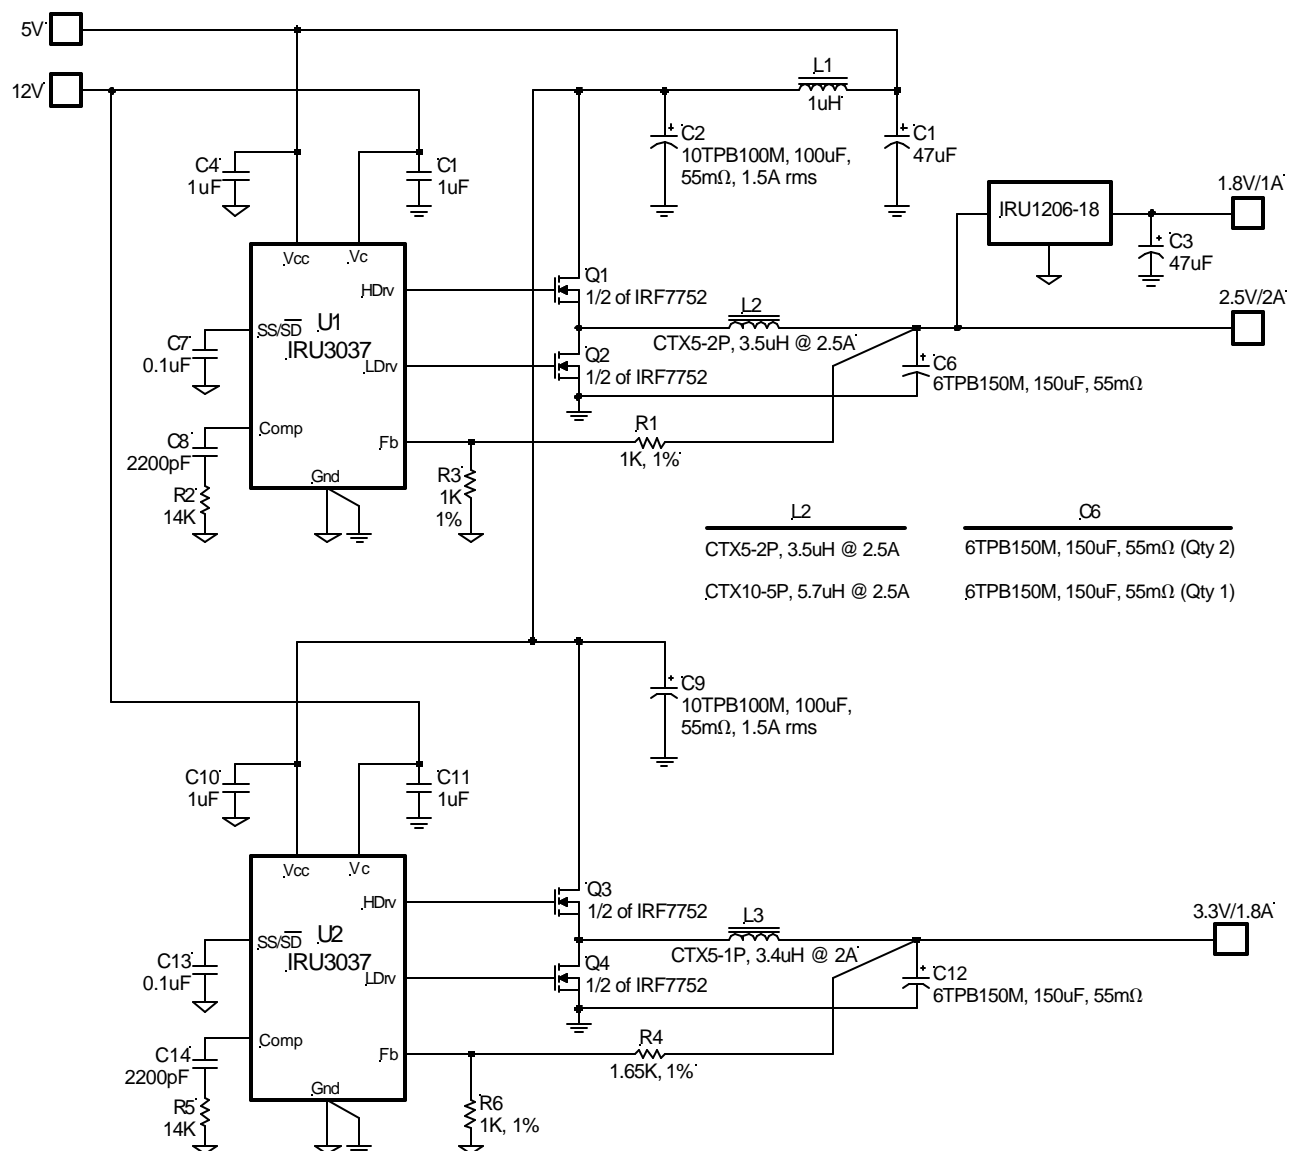 5V
12V
L1
1uH
C4
1uF
C1
1uF
C2
10TPB100M, 100uF,
55mΩ, 1.5A rms
C1
47uF
IRU1206-18
1.8V/1A
C3
47uF
Vcc
Vc
HDrv
Q1
1/2 of IRF7752
2.5V/2A
SS/SD
U1
IRU3037
L2
CTX5-2P, 3.5uH @ 2.5A
C7
0.1uF
LDrv
Q2
1/2 of IRF7752
C6
6TPB150M, 150uF, 55mΩ
Comp
Fb
R1
1K, 1%
C8
2200pF
Gnd
R3
1K
1%
R2
14K
L2
C6
CTX5-2P, 3.5uH @ 2.5A
6TPB150M, 150uF, 55mΩ (Qty 2)
CTX10-5P, 5.7uH @ 2.5A
6TPB150M, 150uF, 55mΩ (Qty 1)
C9
10TPB100M, 100uF,
55mΩ, 1.5A rms
C10
1uF
C11
1uF
Vcc
Vc
HDrv
Q3
1/2 of IRF7752
3.3V/1.8A
SS/SD
U2
IRU3037
L3
CTX5-1P, 3.4uH @ 2A
C13
0.1uF
LDrv
Q4
1/2 of IRF7752
C12
6TPB150M, 150uF, 55mΩ
Comp
Fb
R4
1.65K, 1%
C14
2200pF
Gnd
R6
1K, 1%
R5
14K